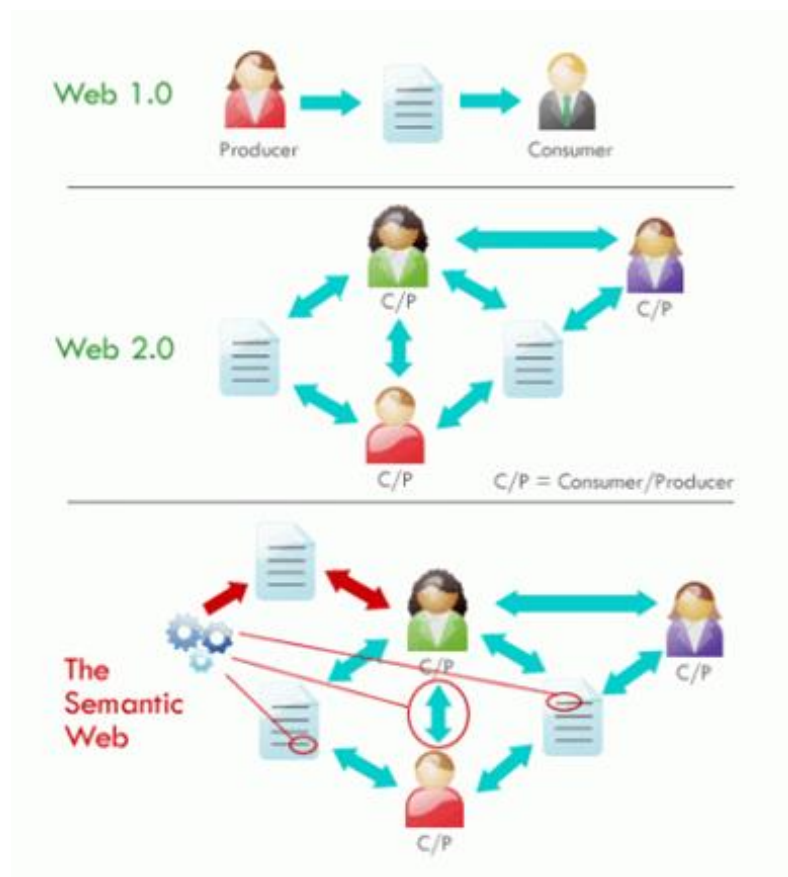 Web 1.0
Producer
Consumer
C/P
C/P
Web 2.0
C/P
C/P = Consumer/Producer
C/P
C/P
The
Semantic
Web
C/P